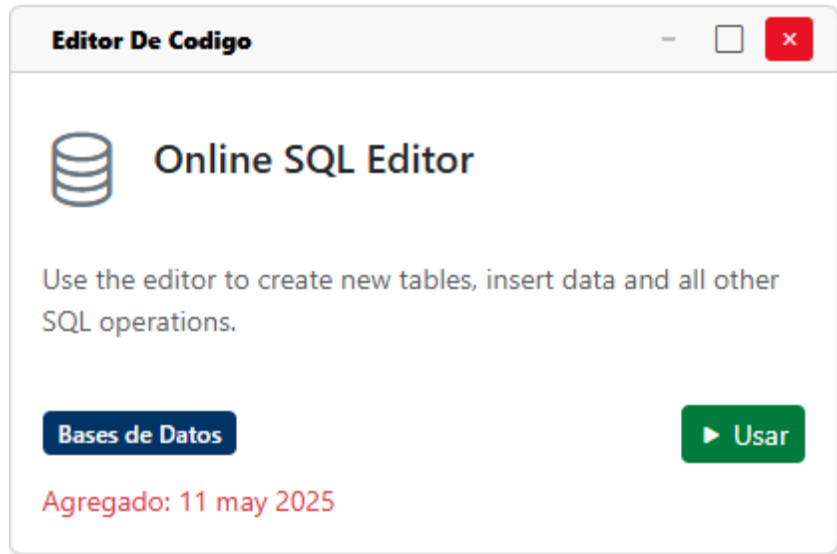 Editor De Codigo
Online SQL Editor
Use the editor to create new tables, insert data and all other
SQL operations.
Bases de Datos
Usar
Agregado: 11 may 2025